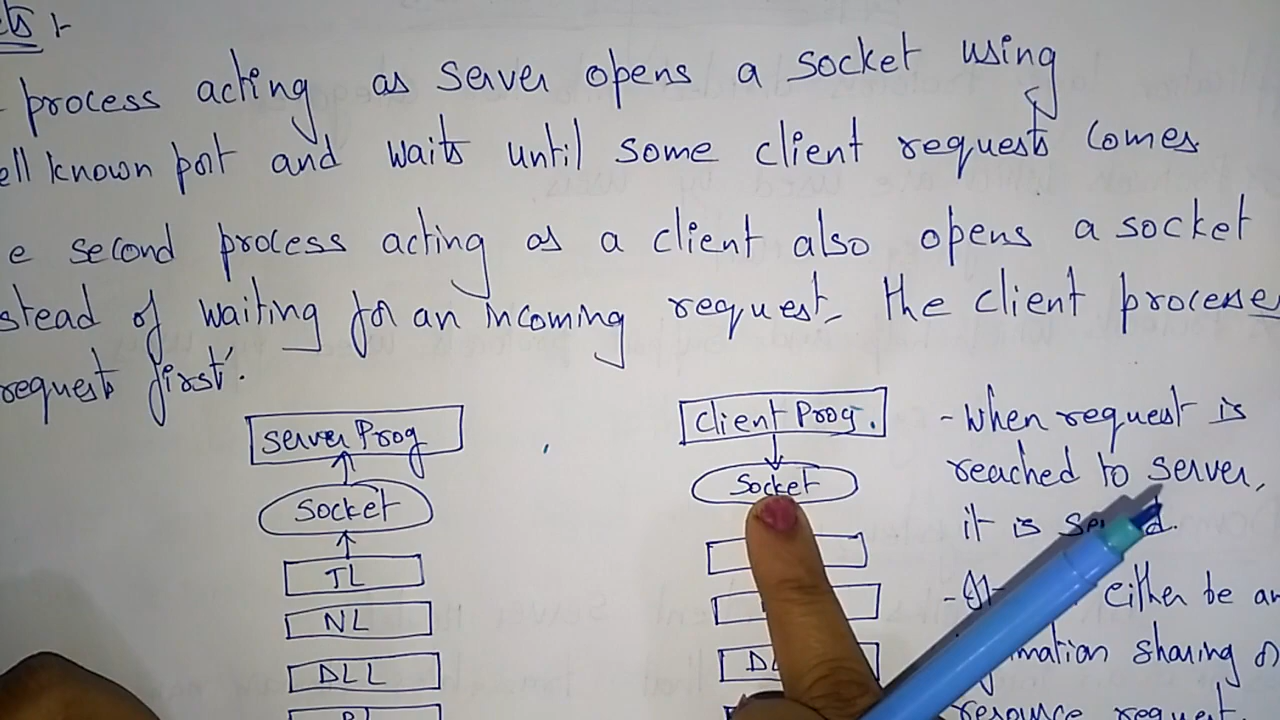 ets :-
- process acting as server opens a socket using
ell known port and waits until some client requests comes
e second process acting as a client also opens a socket
stead of waiting for an incoming request, the client processes
requests first.
Server Prog
Socket
TL
NL
DLL
Client Prog.
Socket
- When request is
reached to server,
it is
- either be an
mation sharing or
resource request.